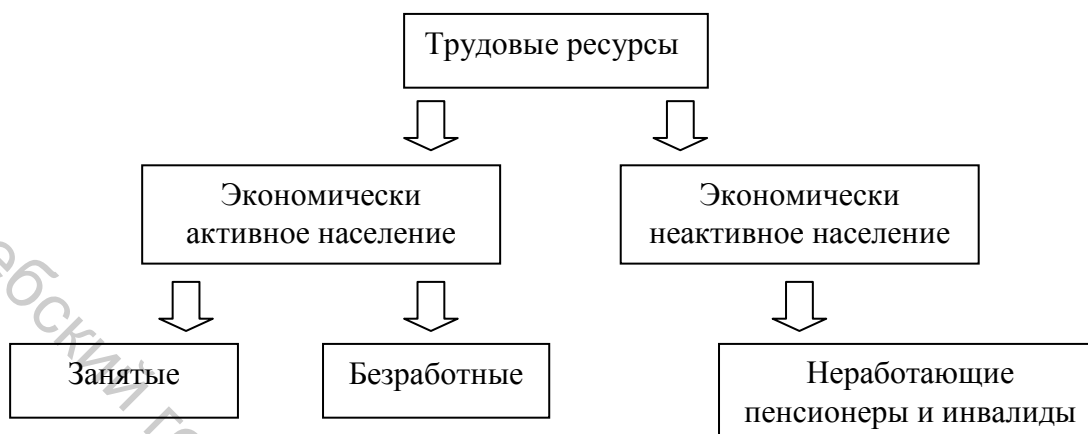 Трудовые ресурсы
Экономически
активное население
Экономически
неактивное население
Занятые
Безработные
Неработающие
пенсионеры и инвалиды